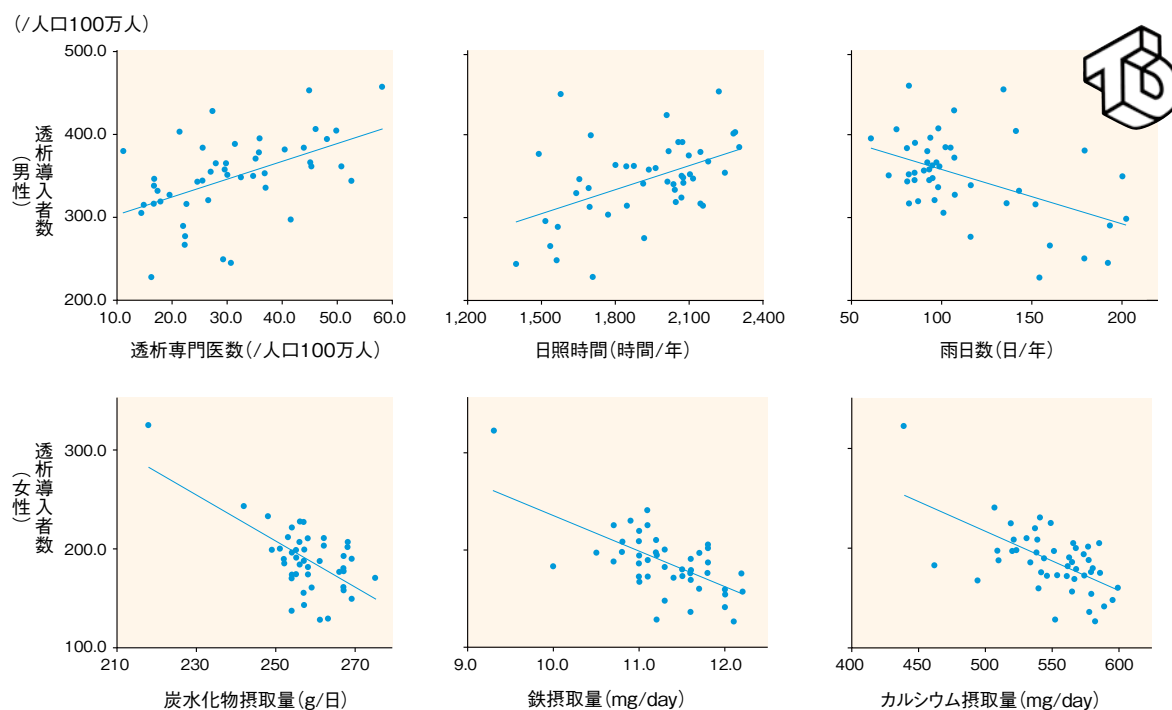 (/人口100万人)
500.0
400.0
300.0
200.0
透析導入者数
(男性)
10.0 20.0 30.0 40.0 50.0 60.0
透析専門医数(/人口100万人)
1,200 1,500 1,800 2,100 2,400
日照時間(時間/年)
50 100 150 200
雨日数(日/年)
300.0
200.0
100.0
透析導入者数
(女性)
210 230 250 270
炭水化物摂取量(g/日)
9.0 10.0 11.0 12.0
鉄摂取量(mg/day)
400 450 500 550 600
カルシウム摂取量(mg/day)